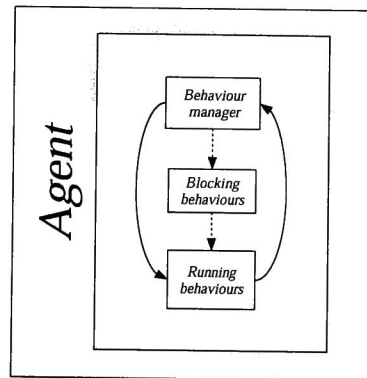 Agent
Behaviour
manager
Blocking
behaviours
Running
behaviours